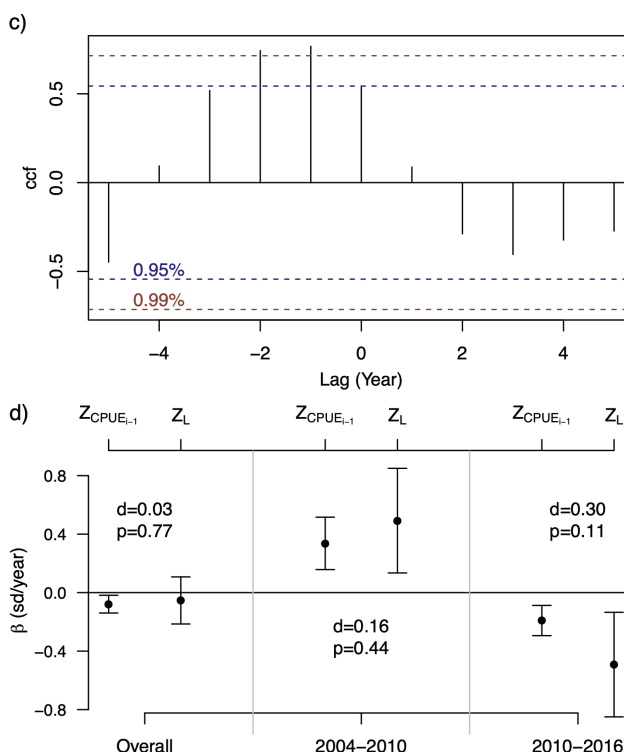 c)
ccf
0.5
0.0
−0.5
0.95%
0.99%
−4 −2 0 2 4
Lag (Year)
d)
Z_CPUE_i−1 Z_L Z_CPUE_i−1 Z_L Z_CPUE_i−1 Z_L
β (sd/year)
0.8
0.4
0.0
−0.4
−0.8
d=0.03
p=0.77
d=0.16
p=0.44
d=0.30
p=0.11
Overall 2004−2010 2010−2016